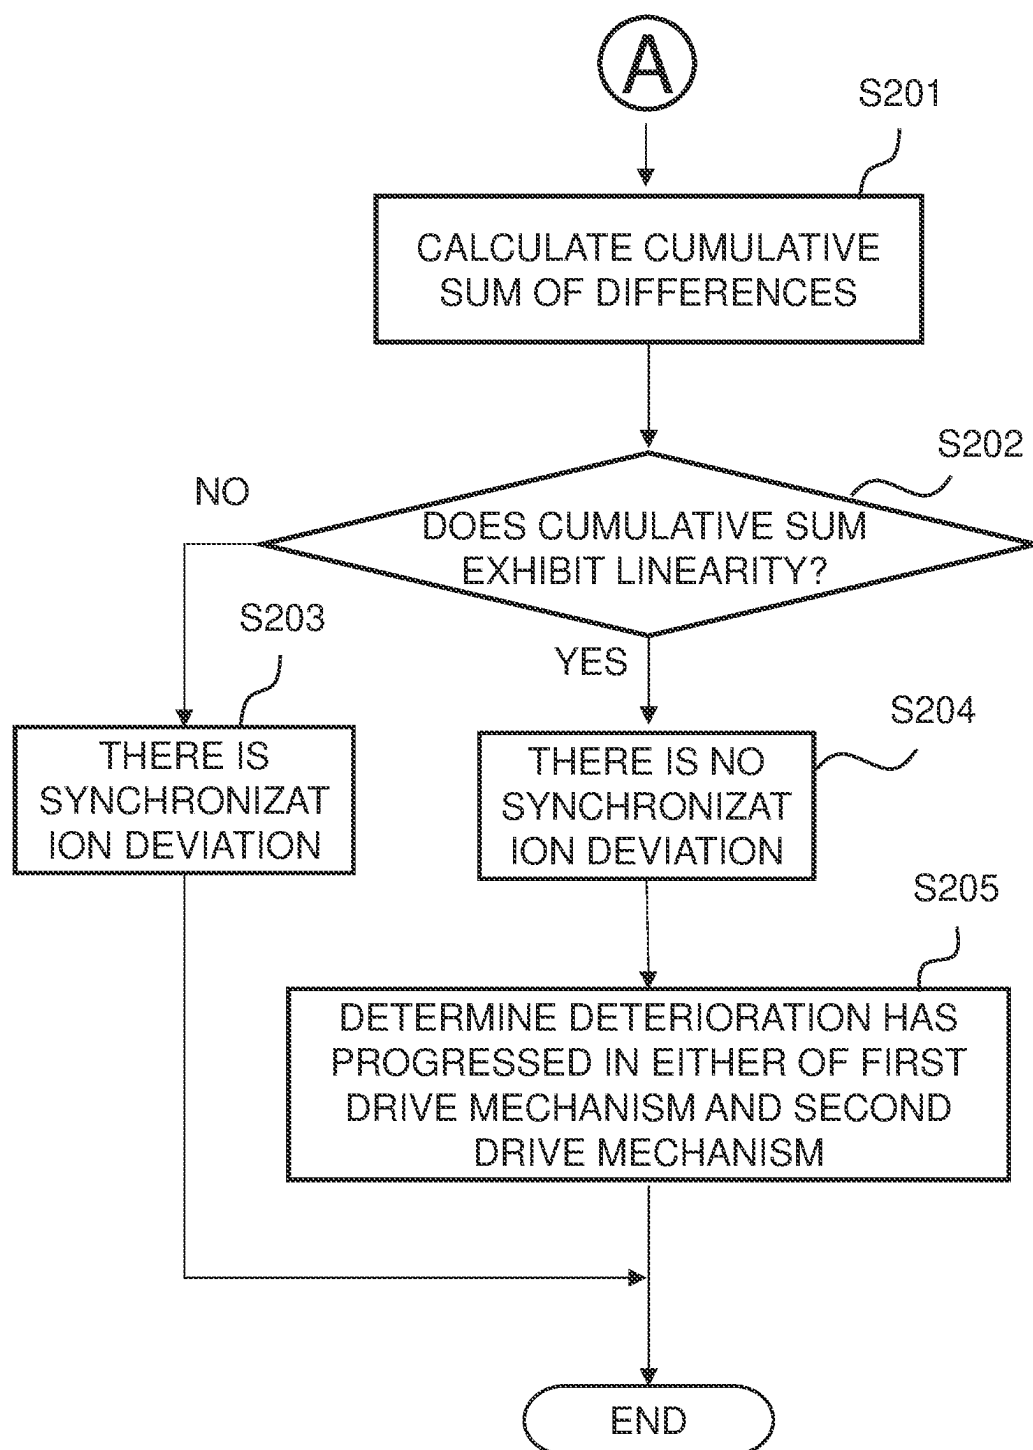 A
S201
CALCULATE CUMULATIVE
SUM OF DIFFERENCES
S202
NO
DOES CUMULATIVE SUM
EXHIBIT LINEARITY?
S203
YES
S204
THERE IS
SYNCHRONIZAT
ION DEVIATION
THERE IS NO
SYNCHRONIZAT
ION DEVIATION
S205
DETERMINE DETERIORATION HAS
PROGRESSED IN EITHER OF FIRST
DRIVE MECHANISM AND SECOND
DRIVE MECHANISM
END